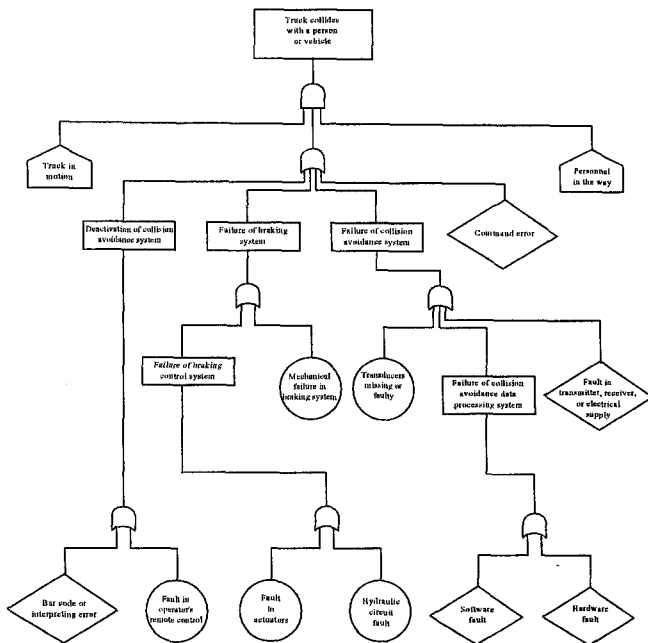 Truck collides
with a person
or vehicle
Truck in
motion
Personnel
in the way
Deactivation of collision
avoidance system
Failure of braking
system
Failure of collision
avoidance system
Command error
Failure of braking
control system
Mechanical
failure in
braking system
Transducers
missing or
faulty
Failure of collision
avoidance data
processing system
Fault in
transmitter, receiver,
or electrical
supply
Bar code or
interpreting error
Fault in
operator's
remote control
Fault
in
actuators
Hydraulic
circuit
fault
Software
fault
Hardware
fault